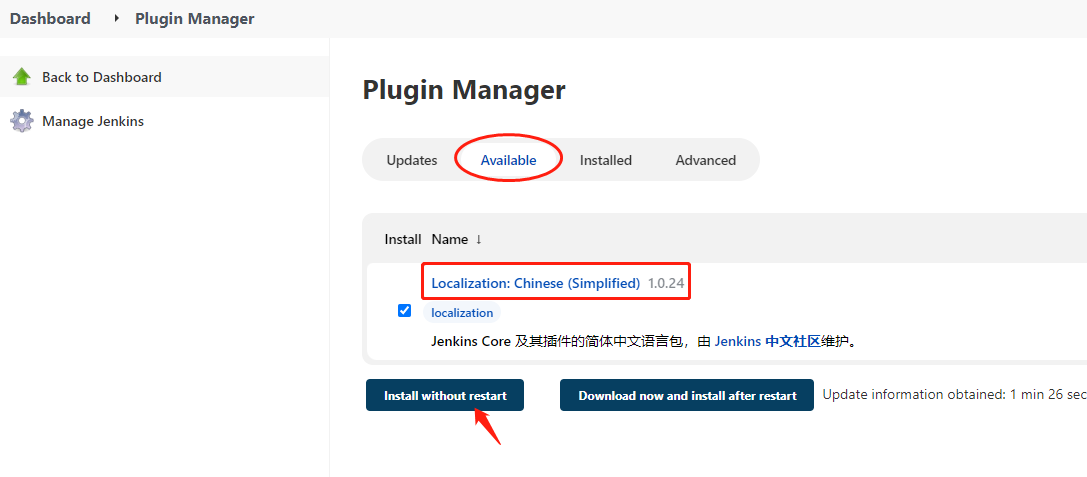 Dashboard Plugin Manager
Back to Dashboard
Manage Jenkins
Plugin Manager
Updates Available Installed Advanced
Install Name ↓
Localization: Chinese (Simplified) 1.0.24
localization
Jenkins Core 及其插件的简体中文语言包，由 Jenkins 中文社区维护。
Install without restart Download now and install after restart Update information obtained: 1 min 26 sec